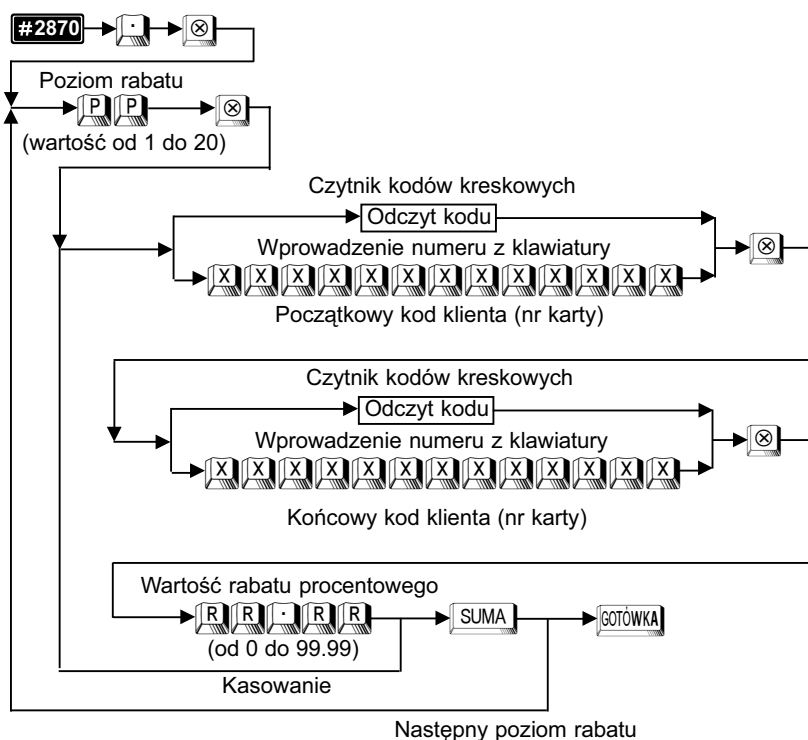 #2870 · ⊗
Poziom rabatu
P P ⊗
(wartość od 1 do 20)
Czytnik kodów kreskowych
Odczyt kodu
Wprowadzenie numeru z klawiatury
⊗
X X X X X X X X X X X X X
Początkowy kod klienta (nr karty)
Czytnik kodów kreskowych
Odczyt kodu
Wprowadzenie numeru z klawiatury
⊗
X X X X X X X X X X X X X
Końcowy kod klienta (nr karty)
Wartość rabatu procentowego
R R · R R SUMA GOTÓWKA
(od 0 do 99.99)
Kasowanie
Następny poziom rabatu